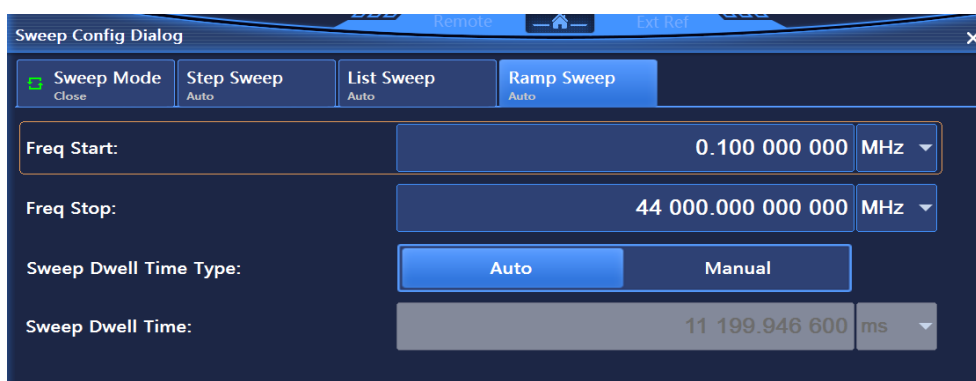 Remote Ext Ref
Sweep Config Dialog
Sweep Mode Step Sweep List Sweep Ramp Sweep
Close Auto Auto Auto
Freq Start: 0.100 000 000 MHz
Freq Stop: 44 000.000 000 000 MHz
Sweep Dwell Time Type: Auto Manual
Sweep Dwell Time: 11 199.946 600 ms